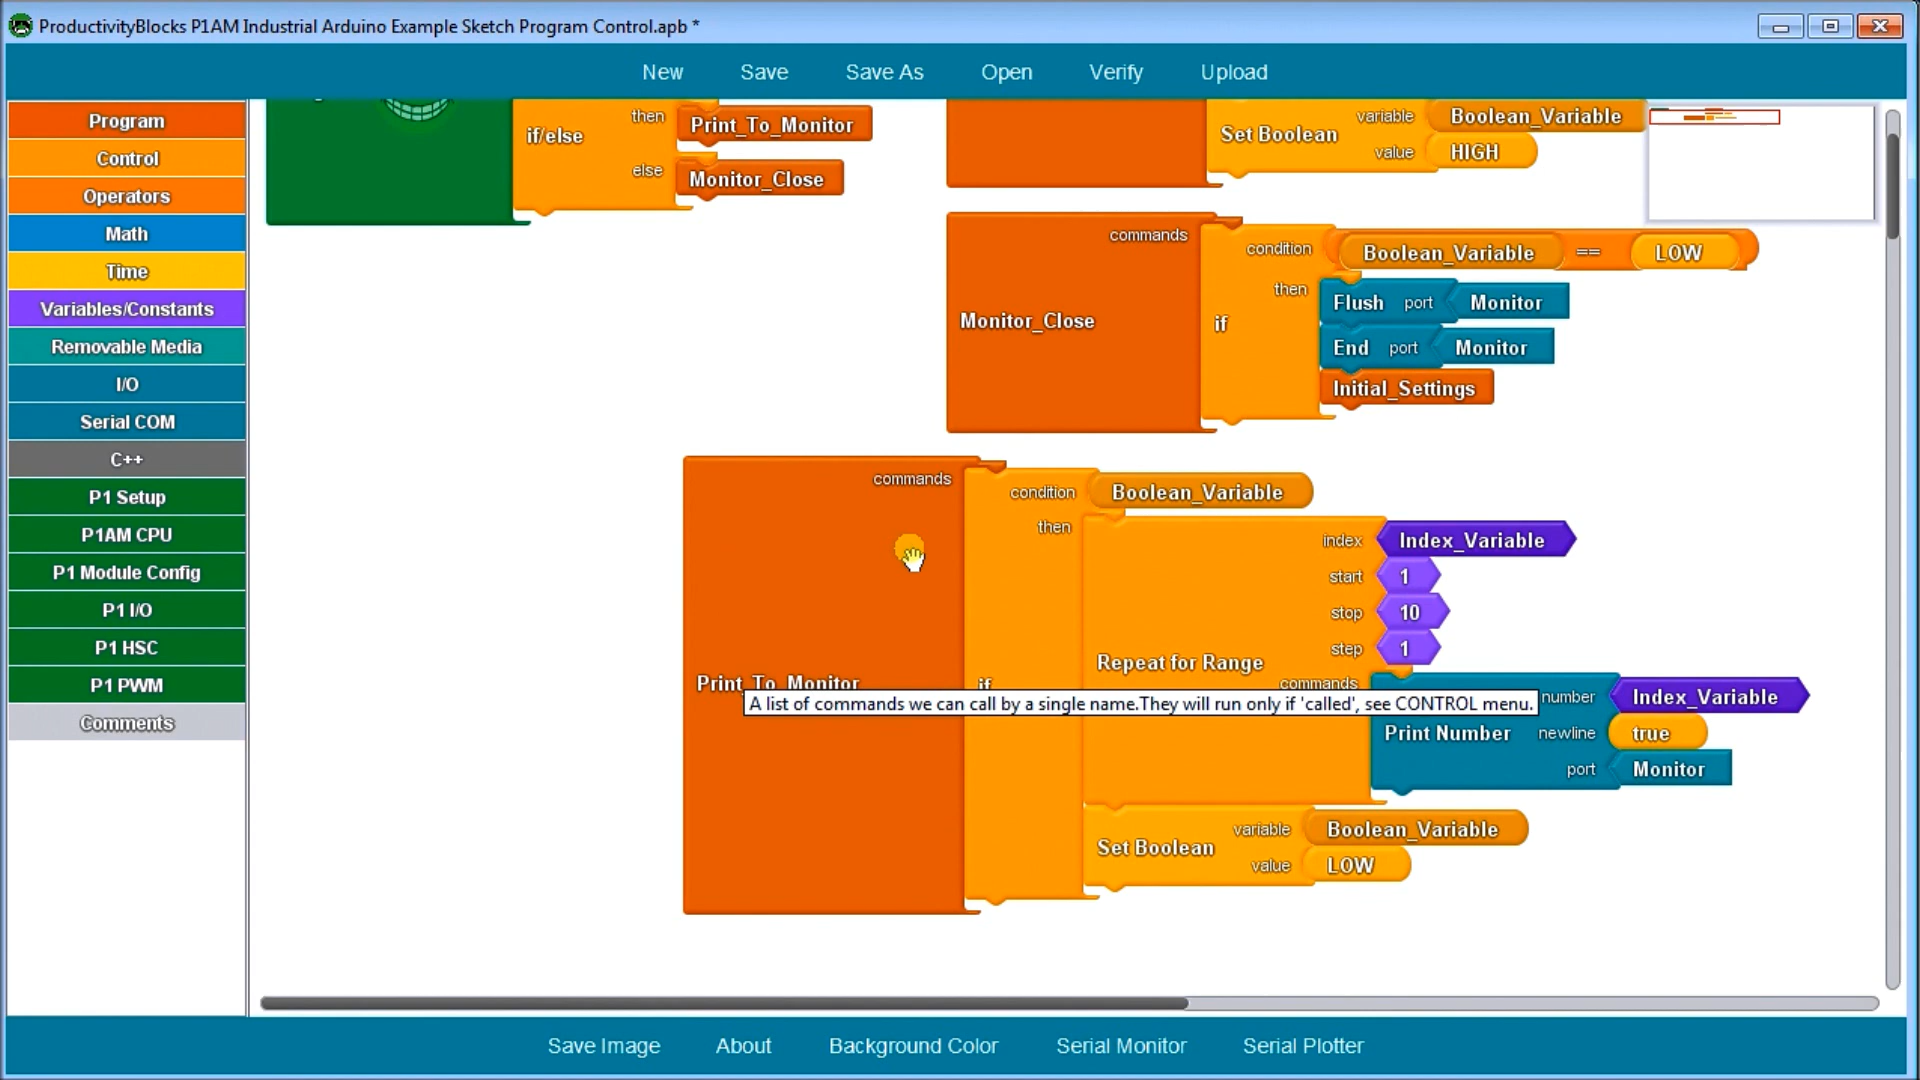 ProductivityBlocks P1AM Industrial Arduino Example Sketch Program Control.apb *
New Save Save As Open Verify Upload
Program
Control
Operators
Math
Time
Variables/Constants
Removable Media
I/O
Serial COM
C++
P1 Setup
P1AM CPU
P1 Module Config
P1 I/O
P1 HSC
P1 PWM
Comments
if/else
then Print_To_Monitor
else Monitor_Close
Set Boolean
variable Boolean_Variable
value HIGH
Monitor_Close
commands
if
condition Boolean_Variable == LOW
then Flush port Monitor
End port Monitor
Initial_Settings
Print_To_Monitor
commands
if
condition Boolean_Variable
then
Repeat for Range
index Index_Variable
start 1
stop 10
step 1
commands
A list of commands we can call by a single name.They will run only if 'called', see CONTROL menu.
number Index_Variable
Print Number newline true
port Monitor
Set Boolean
variable Boolean_Variable
value LOW
Save Image About Background Color Serial Monitor Serial Plotter